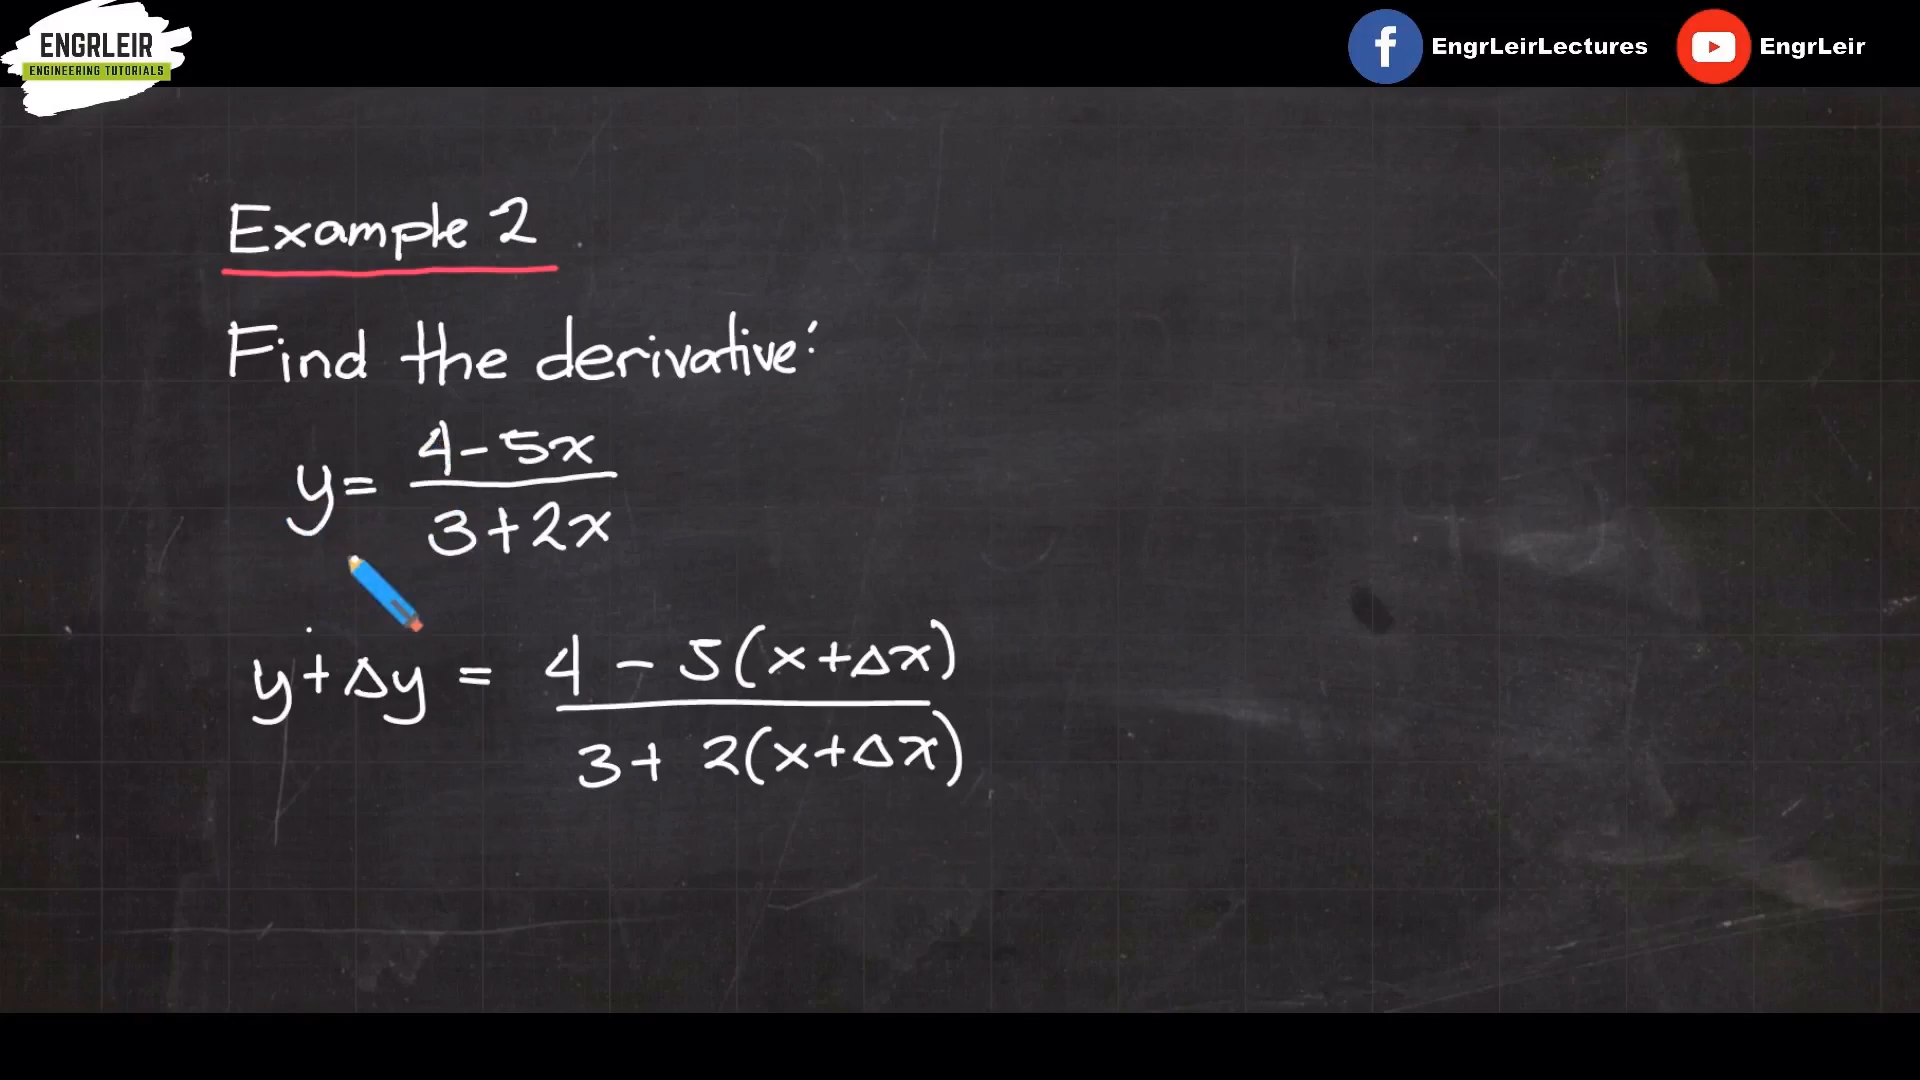 ENGRLEIR
ENGINEERING TUTORIALS
EngrLeirLectures
EngrLeir
Example 2
Find the derivative:
y = (4-5x)/(3+2x)
y+Δy = (4 - 5(x+Δx))/(3 + 2(x+Δx))